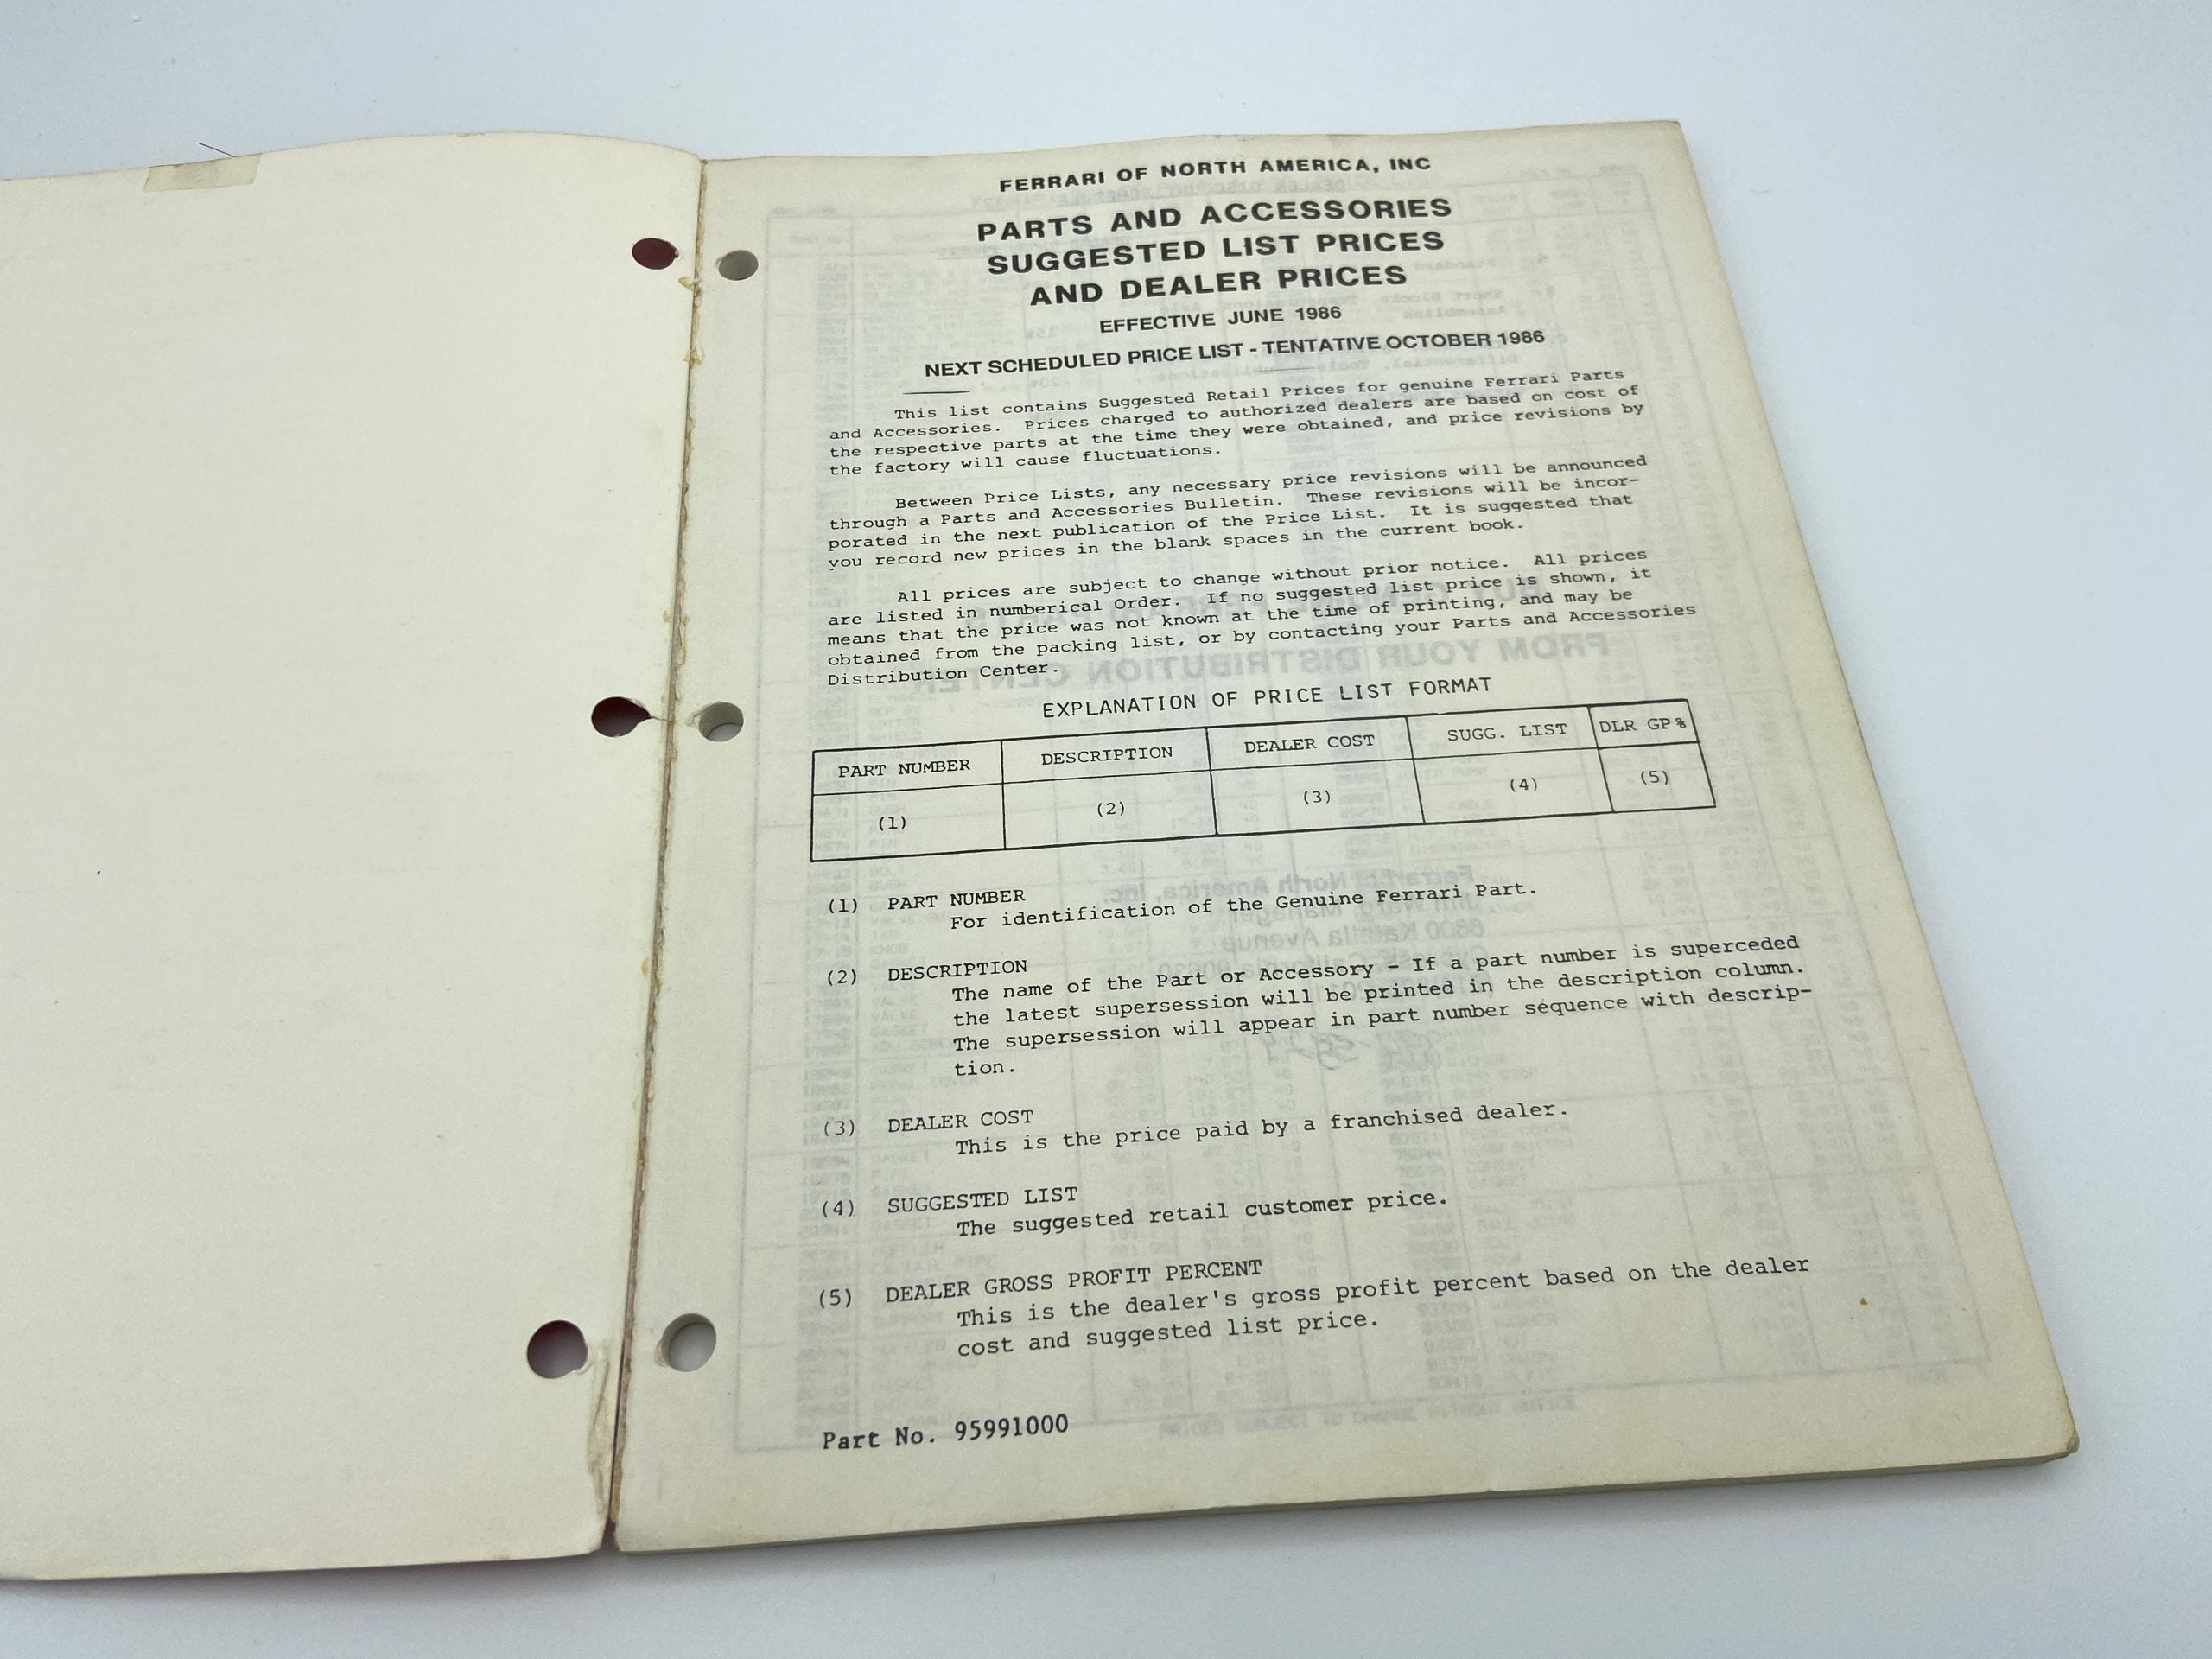 FERRARI OF NORTH AMERICA, INC
PARTS AND ACCESSORIES
SUGGESTED LIST PRICES
AND DEALER PRICES
EFFECTIVE JUNE 1986
NEXT SCHEDULED PRICE LIST - TENTATIVE OCTOBER 1986
This list contains Suggested Retail Prices for genuine Ferrari Parts
and Accessories. Prices charged to authorized dealers are based on cost of
the respective parts at the time they were obtained, and price revisions by
the factory will cause fluctuations.
Between Price Lists, any necessary price revisions will be announced
through a Parts and Accessories Bulletin. These revisions will be incor-
porated in the next publication of the Price List. It is suggested that
you record new prices in the blank spaces in the current book.
All prices are subject to change without prior notice. All prices
are listed in numberical Order. If no suggested list price is shown, it
means that the price was not known at the time of printing, and may be
obtained from the packing list, or by contacting your Parts and Accessories
Distribution Center.
EXPLANATION OF PRICE LIST FORMAT
PART NUMBER DESCRIPTION DEALER COST SUGG. LIST DLR GP%
(1) (2) (3) (4) (5)
(1) PART NUMBER
For identification of the Genuine Ferrari Part.
(2) DESCRIPTION
The name of the Part or Accessory - If a part number is superceded
the latest supersession will be printed in the description column.
The supersession will appear in part number sequence with descrip-
tion.
(3) DEALER COST
This is the price paid by a franchised dealer.
(4) SUGGESTED LIST
The suggested retail customer price.
(5) DEALER GROSS PROFIT PERCENT
This is the dealer's gross profit percent based on the dealer
cost and suggested list price.
Part No. 95991000